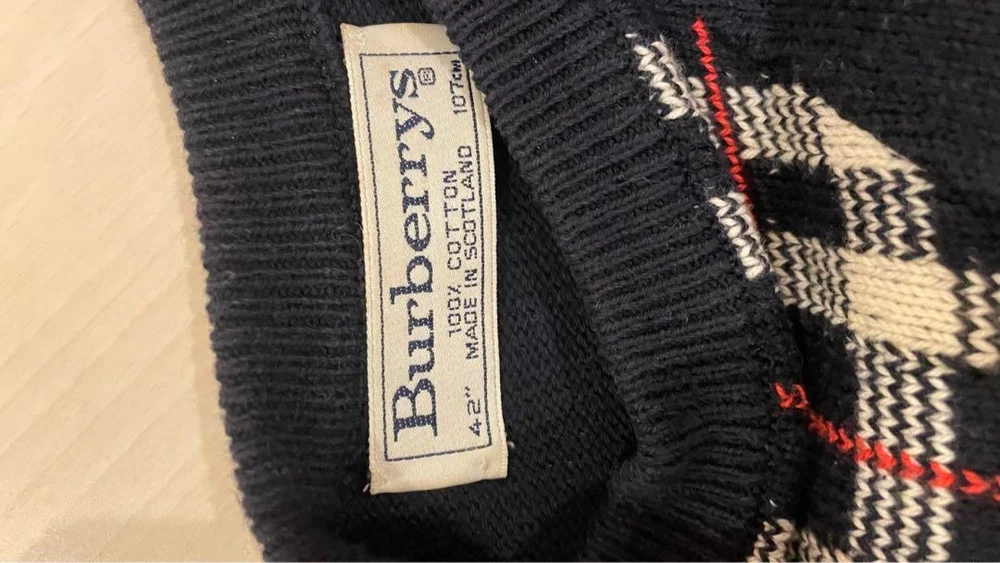 Burberrys®
100% COTTON
MADE IN SCOTLAND
42" 107CM